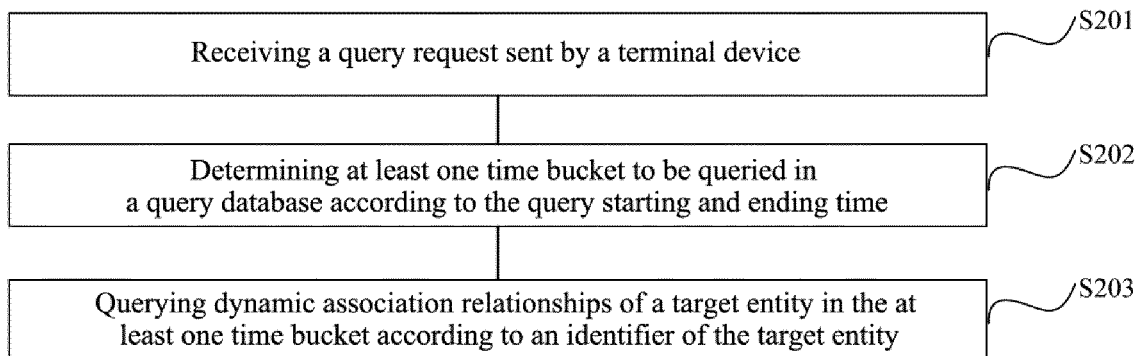 Receiving a query request sent by a terminal device
S201
Determining at least one time bucket to be queried in
a query database according to the query starting and ending time
S202
Querying dynamic association relationships of a target entity in the at
least one time bucket according to an identifier of the target entity
S203